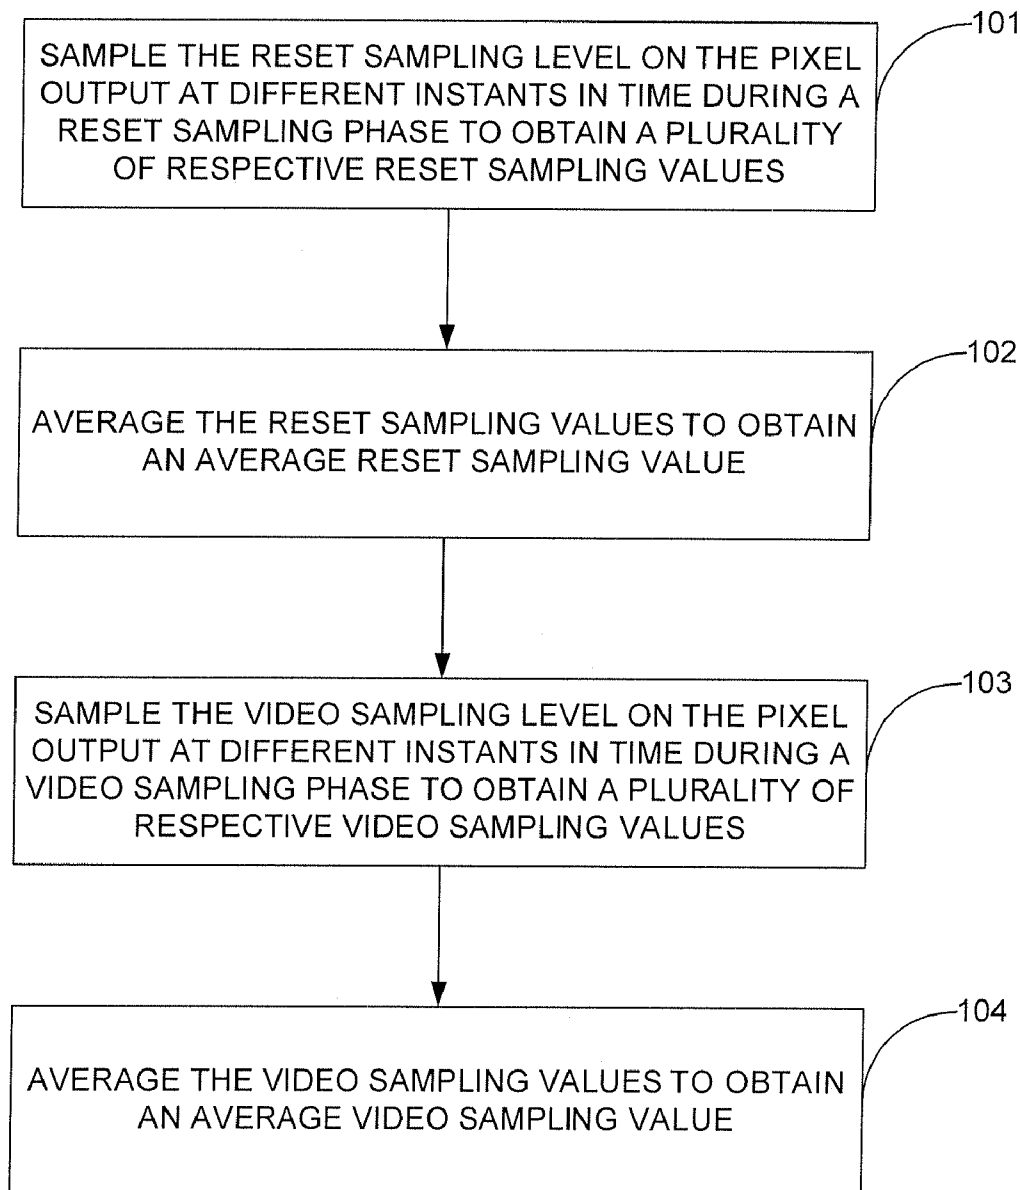 101
SAMPLE THE RESET SAMPLING LEVEL ON THE PIXEL
OUTPUT AT DIFFERENT INSTANTS IN TIME DURING A
RESET SAMPLING PHASE TO OBTAIN A PLURALITY
OF RESPECTIVE RESET SAMPLING VALUES
102
AVERAGE THE RESET SAMPLING VALUES TO OBTAIN
AN AVERAGE RESET SAMPLING VALUE
103
SAMPLE THE VIDEO SAMPLING LEVEL ON THE PIXEL
OUTPUT AT DIFFERENT INSTANTS IN TIME DURING A
VIDEO SAMPLING PHASE TO OBTAIN A PLURALITY OF
RESPECTIVE VIDEO SAMPLING VALUES
104
AVERAGE THE VIDEO SAMPLING VALUES TO OBTAIN
AN AVERAGE VIDEO SAMPLING VALUE